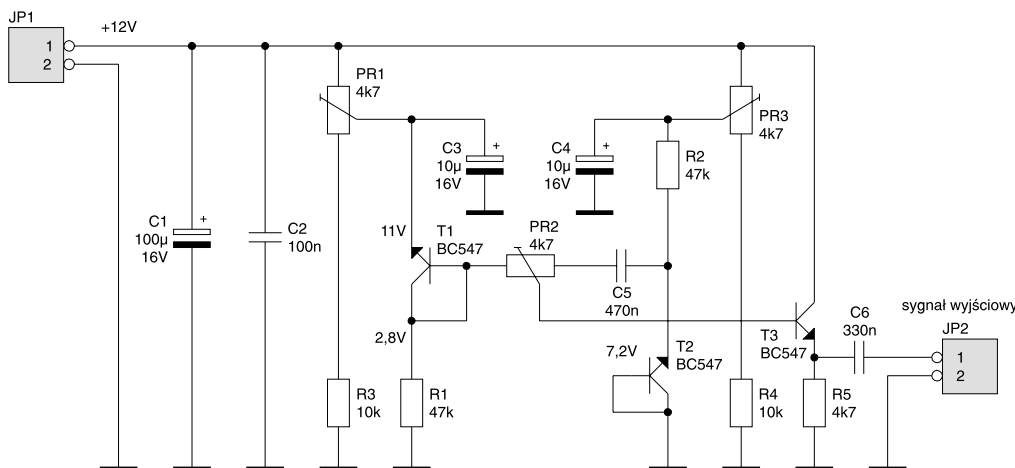 JP1
1
2
+12V
PR1
4k7
PR3
4k7
C3
10µ
16V
+
C4
10µ
16V
+
R2
47k
C1
100µ
16V
+
C2
100n
11V
T1
BC547
PR2
4k7
C5
470n
2,8V
7,2V
T2
BC547
T3
BC547
C6
330n
sygnał wyjściowy
JP2
1
2
R3
10k
R1
47k
R4
10k
R5
4k7